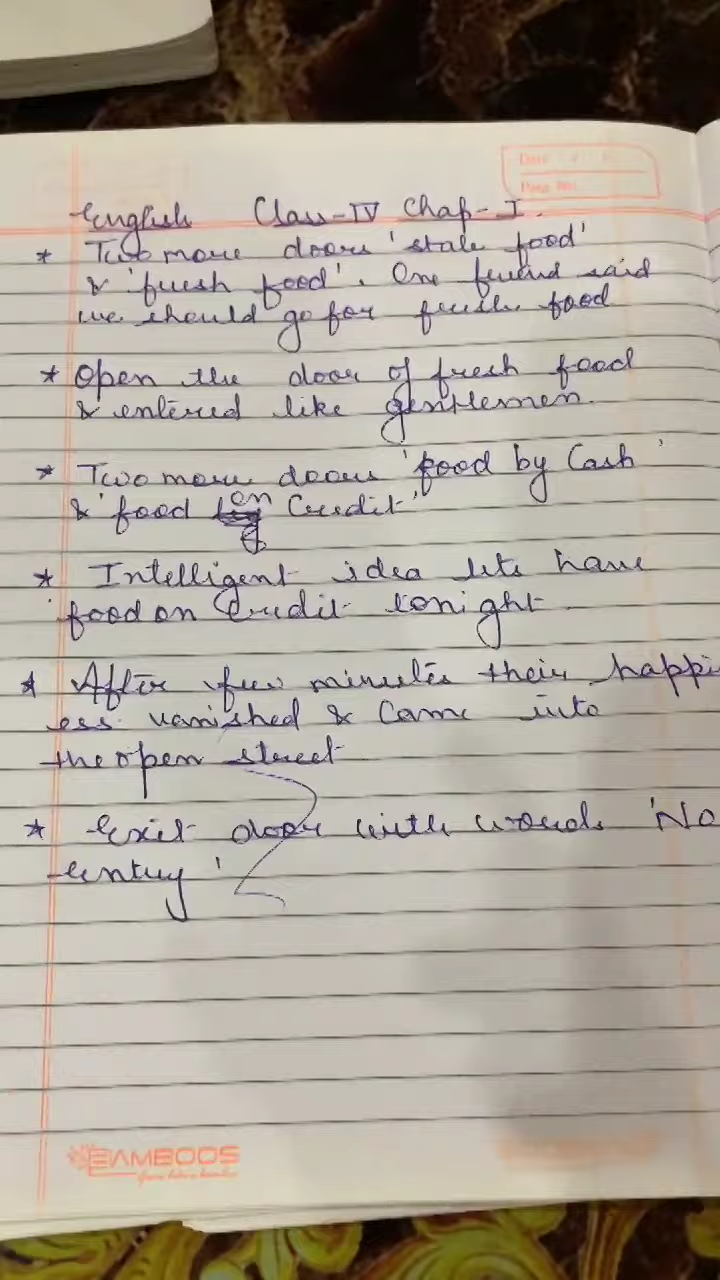 English Class-IV Chap-I.
* Two more doors 'stale food'
& 'fresh food'. One friend said
we should go for fresh food
* Open the door of fresh food
& entered like gentlemen.
* Two more doors 'food by Cash'
& 'food on Credit'
* Intelligent idea lets have
food on Credit tonight
* After few minutes their happi
ess vanished & Came into
the open street
* Exit door with words 'No
Entry'
Date
Page No.
BAMBOOS